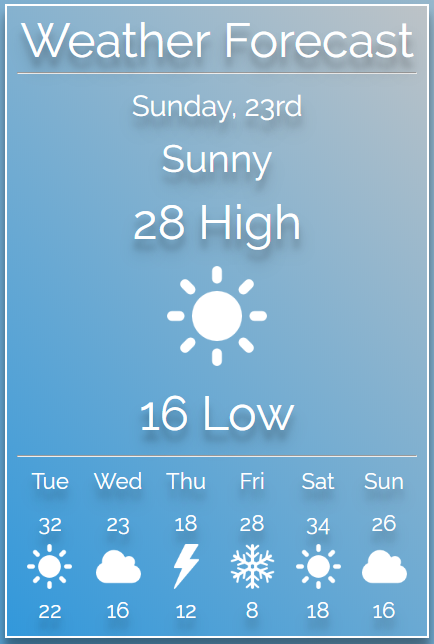 Weather Forecast
Sunday, 23rd
Sunny
28 High
16 Low
Tue Wed Thu Fri Sat Sun
32 23 18 28 34 26
22 16 12 8 18 16